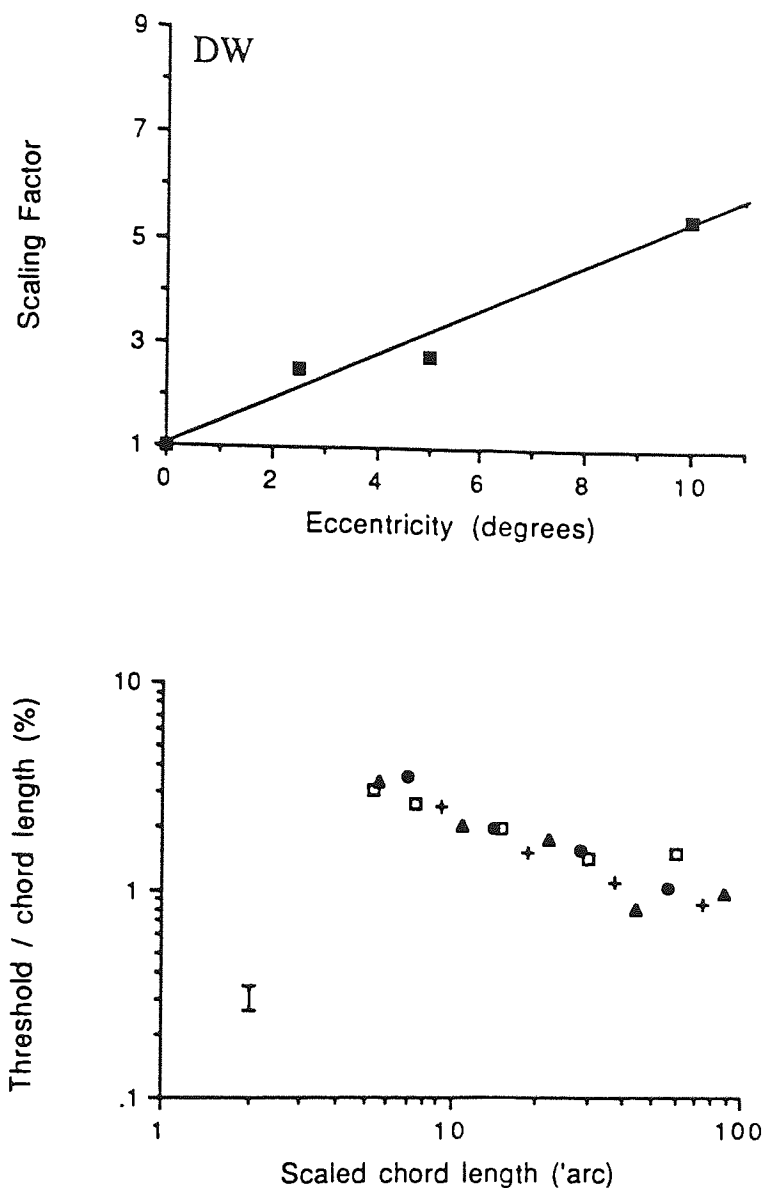 DW
Scaling Factor
9
7
5
3
1
0 2 4 6 8 10
Eccentricity (degrees)
Threshold / chord length (%)
10
1
.1
1 10 100
Scaled chord length ('arc)